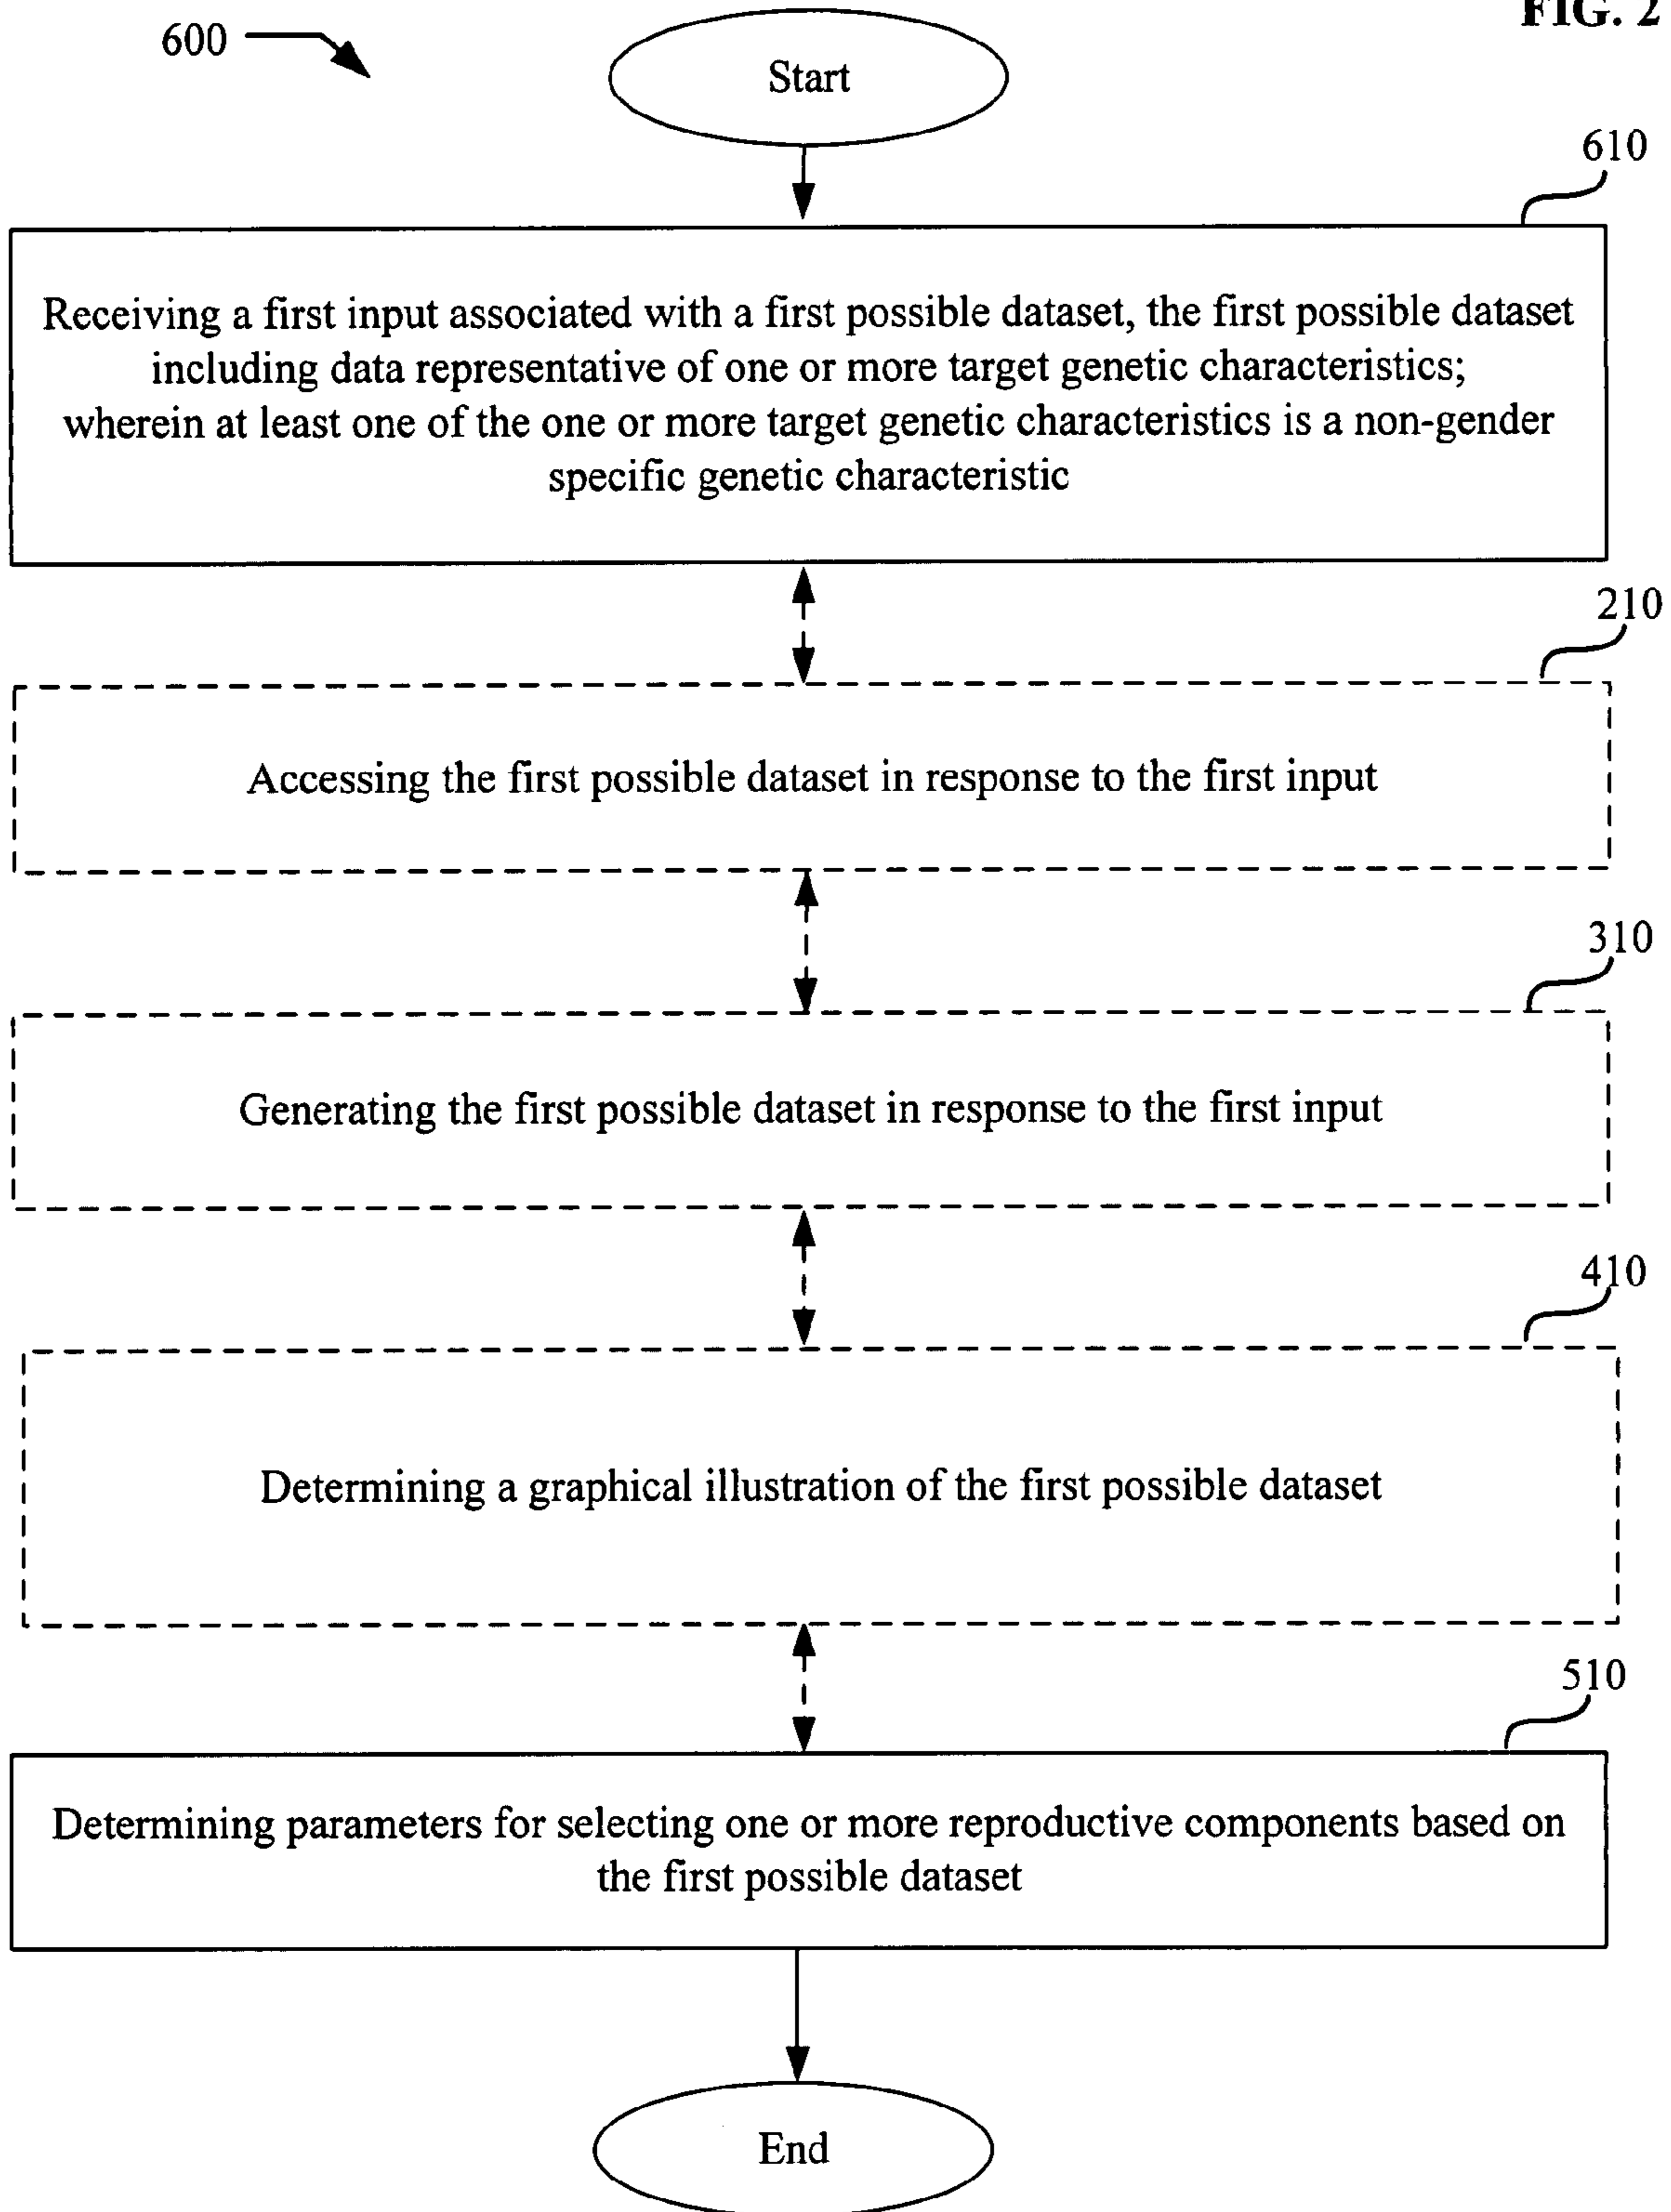 FIG. 2
600
Start
610
Receiving a first input associated with a first possible dataset, the first possible dataset
including data representative of one or more target genetic characteristics;
wherein at least one of the one or more target genetic characteristics is a non-gender
specific genetic characteristic
210
Accessing the first possible dataset in response to the first input
310
Generating the first possible dataset in response to the first input
410
Determining a graphical illustration of the first possible dataset
510
Determining parameters for selecting one or more reproductive components based on
the first possible dataset
End